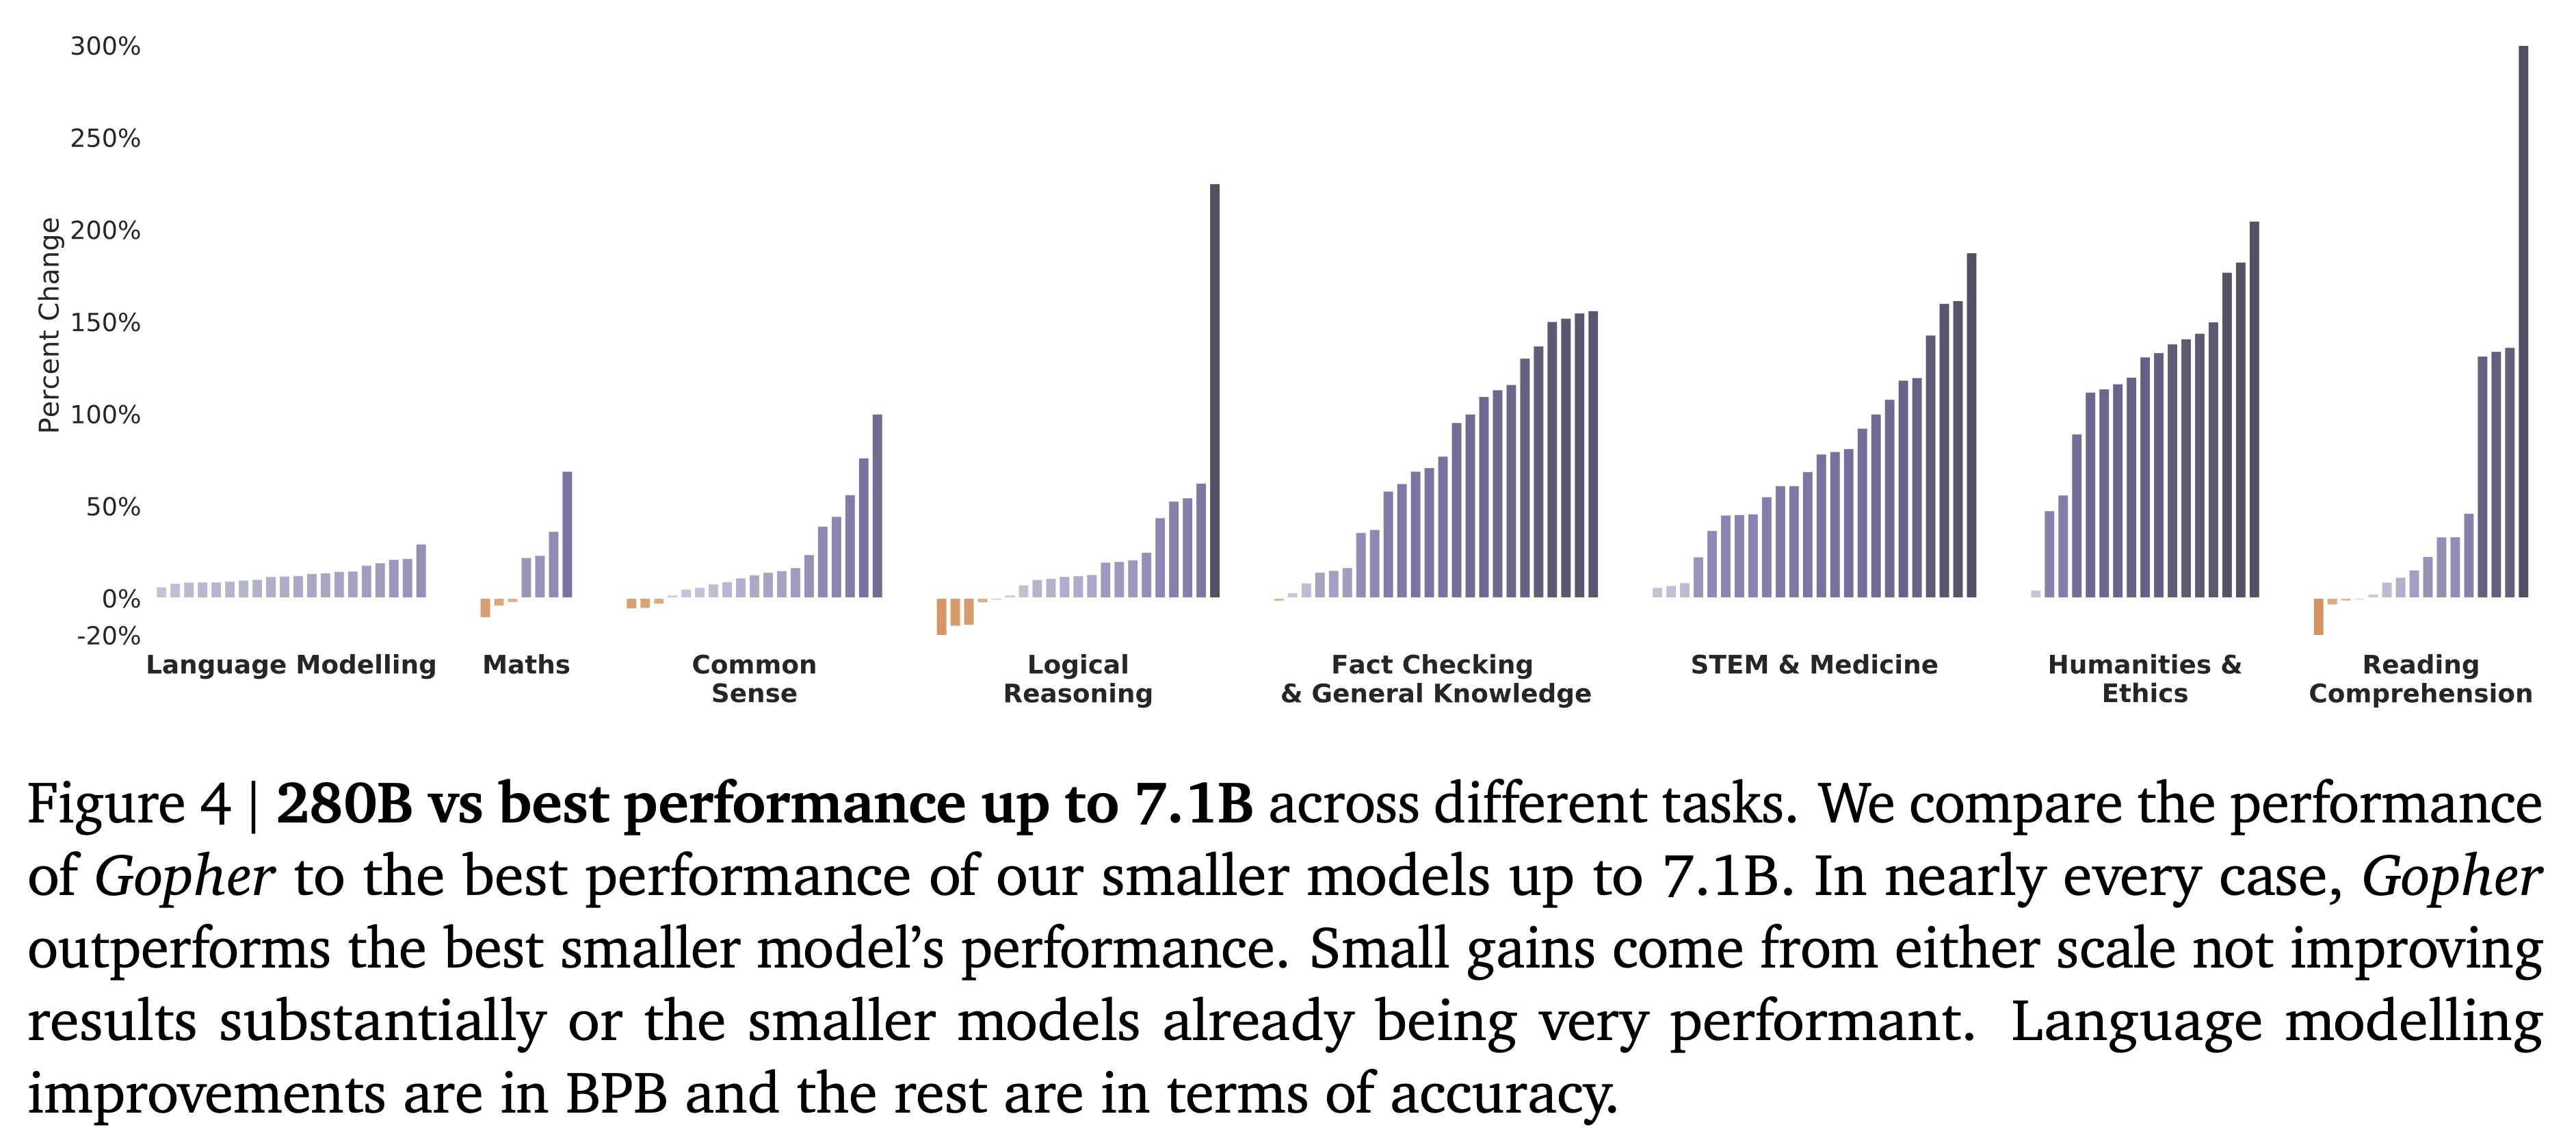 300%
250%
200%
150%
100%
50%
0%
-20%
Percent Change
Language Modelling
Maths
Common
Sense
Logical
Reasoning
Fact Checking
& General Knowledge
STEM & Medicine
Humanities &
Ethics
Reading
Comprehension
Figure 4 | 280B vs best performance up to 7.1B across different tasks. We compare the performance
of Gopher to the best performance of our smaller models up to 7.1B. In nearly every case, Gopher
outperforms the best smaller model’s performance. Small gains come from either scale not improving
results substantially or the smaller models already being very performant. Language modelling
improvements are in BPB and the rest are in terms of accuracy.